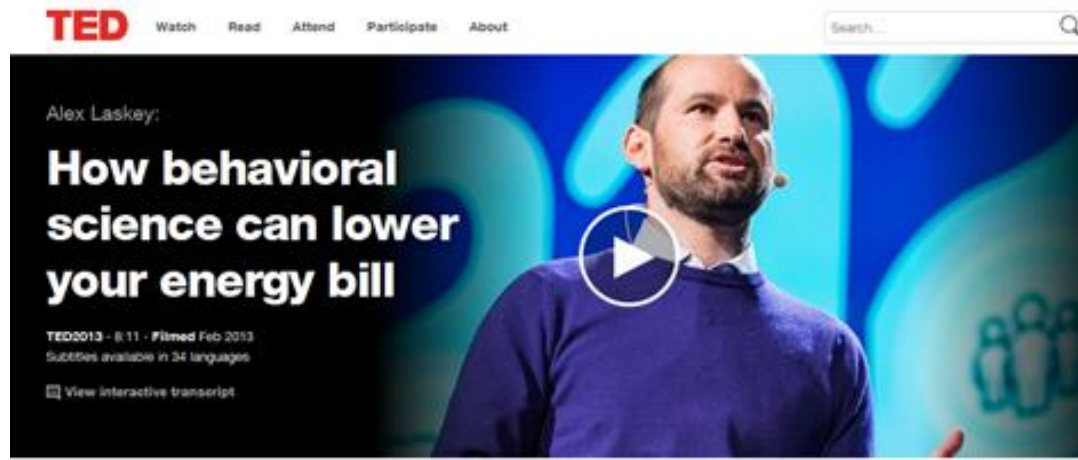 TED Watch Read Attend Participate About Search...
Alex Laskey:
How behavioral
science can lower
your energy bill
TED2013 · 8:11 · Filmed Feb 2013
Subtitles available in 34 languages
View interactive transcript